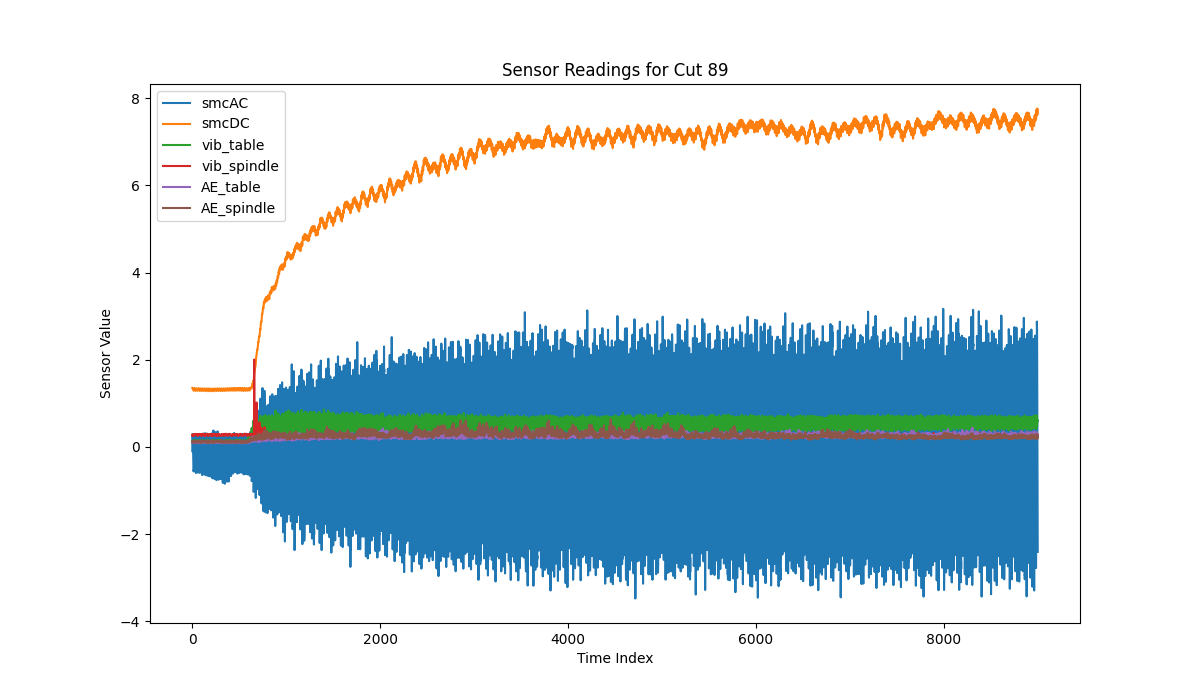 Sensor Readings for Cut 89
smcAC
smcDC
vib_table
vib_spindle
AE_table
AE_spindle
8
6
4
2
0
−2
−4
Sensor Value
0 2000 4000 6000 8000
Time Index